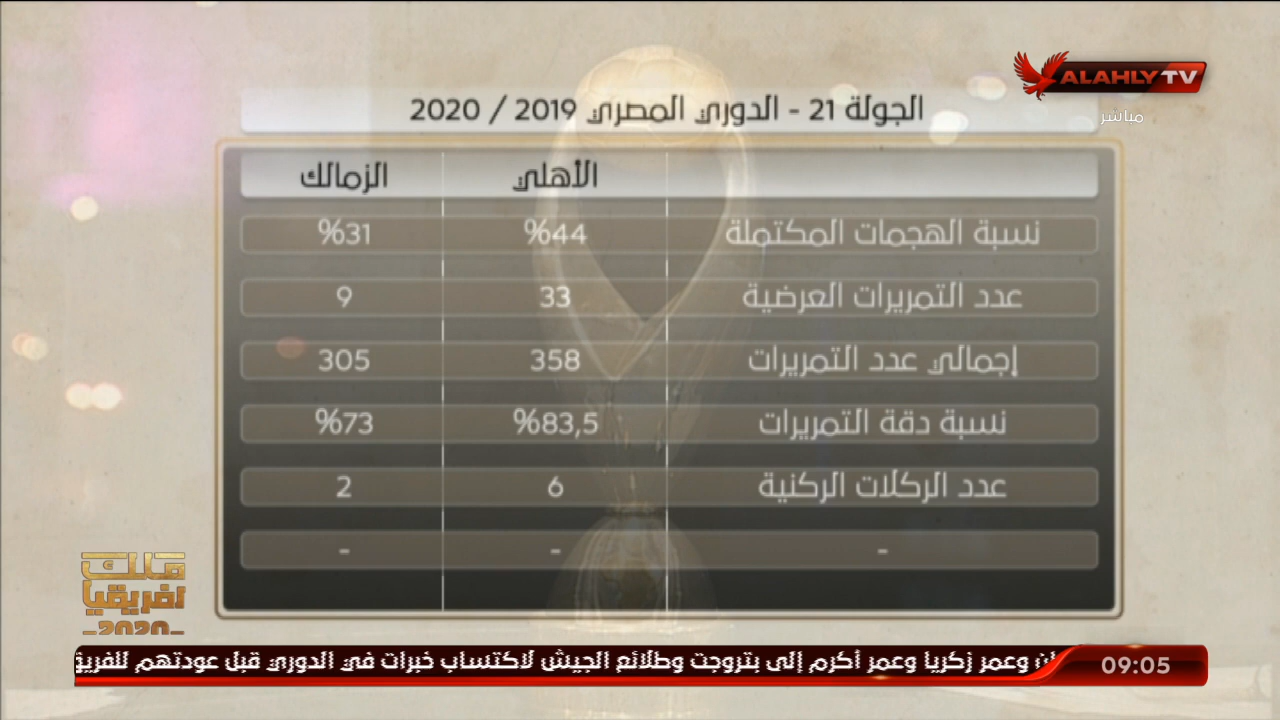 ALAHLY TV
مباشر
الجولة 21 - الدوري المصري 2019 / 2020
الأهلي الزمالك
نسبة الهجمات المكتملة %44 %31
عدد التمريرات العرضية 33 9
إجمالي عدد التمريرات 358 305
نسبة دقة التمريرات %83,5 %73
عدد الركلات الركنية 6 2
- - -
ملك
افريقيا
-2020-
وعمر زكريا وعمر أكرم إلى بتروجت وطلائع الجيش لاكتساب خبرات في الدوري قبل عودتهم للفريق
09:05